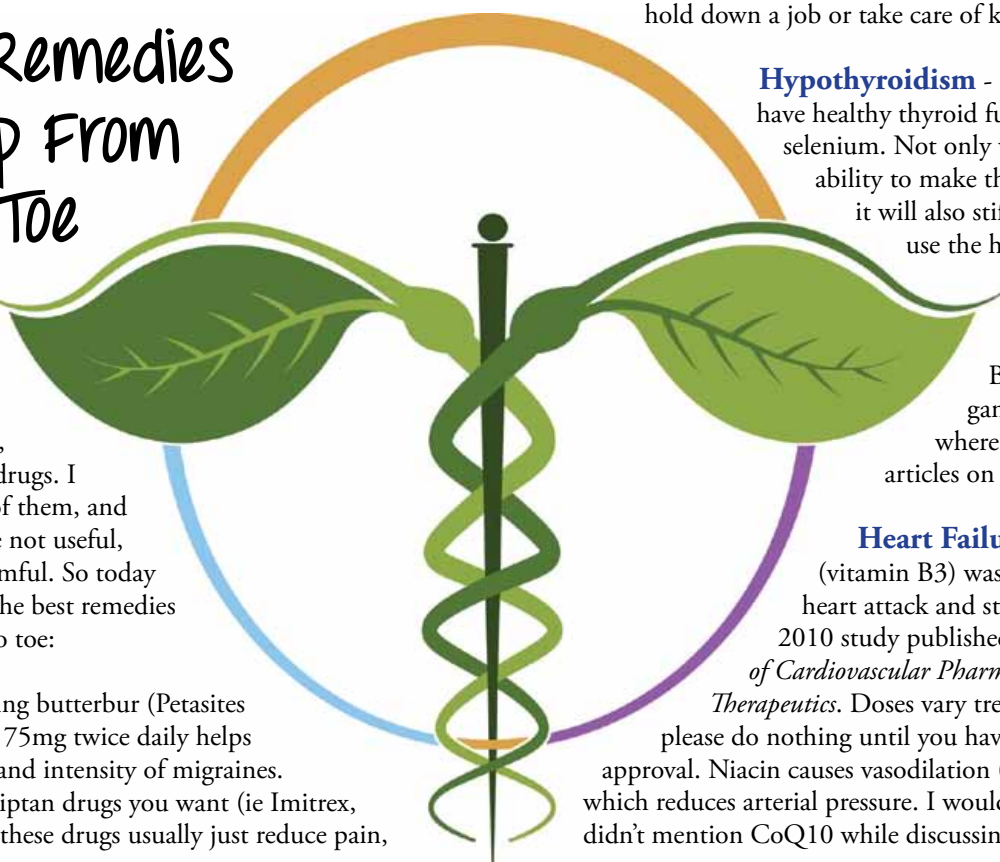 Remedies
p From
Toe
,
drugs. I
of them, and
e not useful,
mful. So today
he best remedies
o toe:
ng butterbur (Petasites
75mg twice daily helps
and intensity of migraines.
iptan drugs you want (ie Imitrex,
these drugs usually just reduce pain,
hold down a job or take care of k
Hypothyroidism -
have healthy thyroid fu
selenium. Not only
ability to make th
it will also stif
use the h
B
gan
where
articles on
Heart Failu
(vitamin B3) was
heart attack and st
2010 study published
of Cardiovascular Pharm
Therapeutics. Doses vary tre
please do nothing until you hav
approval. Niacin causes vasodilation (
which reduces arterial pressure. I would
didn't mention CoQ10 while discussin